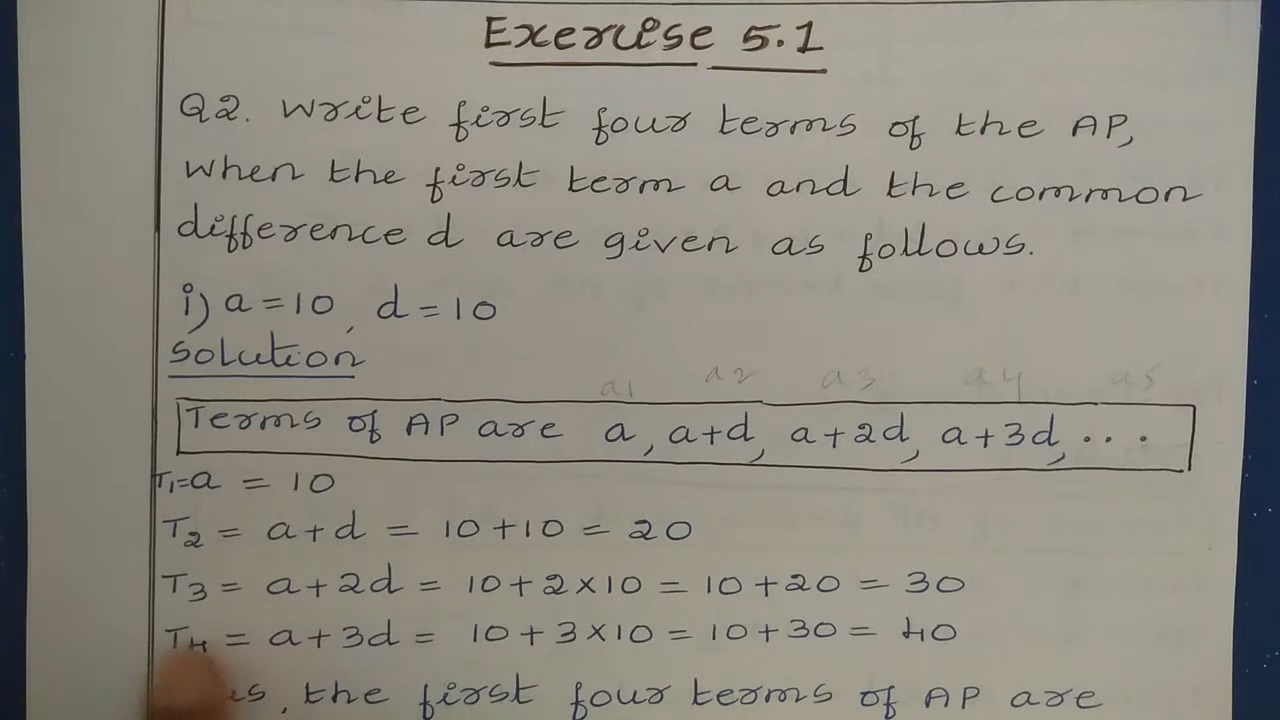 Exercise 5.1
Q2. Write first four terms of the AP,
when the first term a and the common
difference d are given as follows.
i) a = 10, d = 10
Solution
a1 a2 a3 a4 a5
Terms of AP are a, a+d, a+2d, a+3d, ...
T1 = a = 10
T2 = a+d = 10+10 = 20
T3 = a+2d = 10+2×10 = 10+20 = 30
T4 = a+3d = 10+3×10 = 10+30 = 40
, the first four terms of AP are